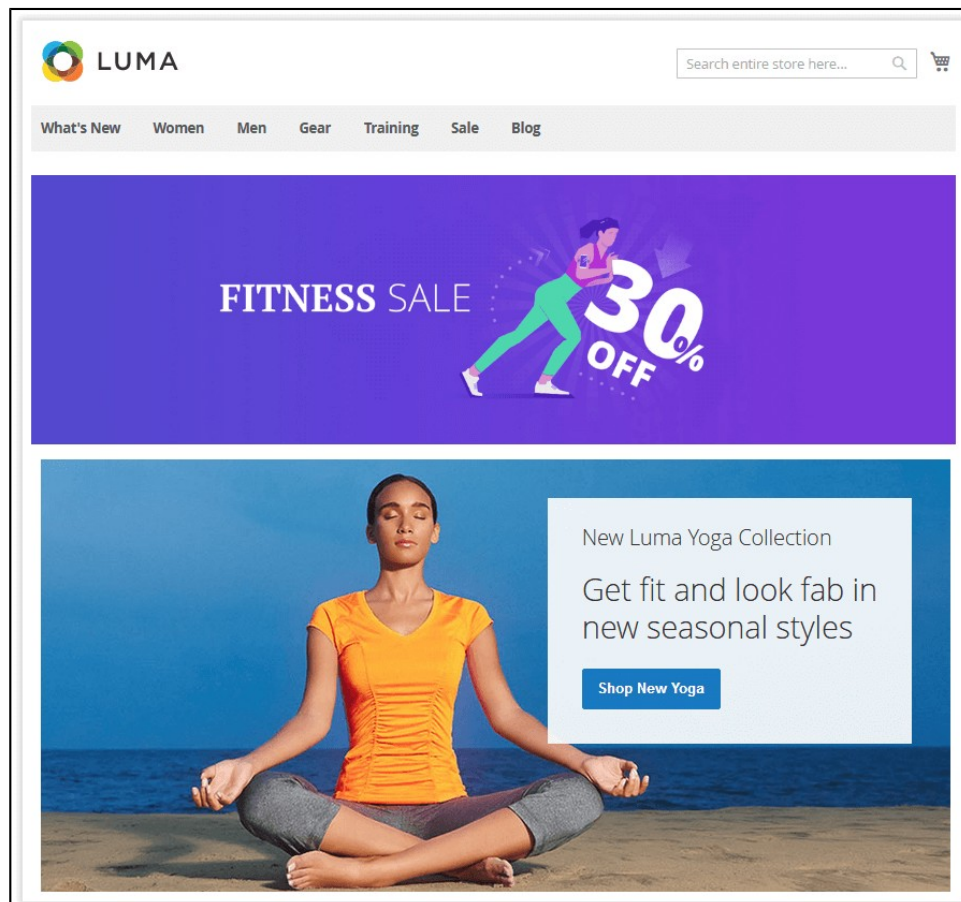 LUMA
Search entire store here...
What's New Women Men Gear Training Sale Blog
FITNESS SALE
30%
OFF
New Luma Yoga Collection
Get fit and look fab in
new seasonal styles
Shop New Yoga